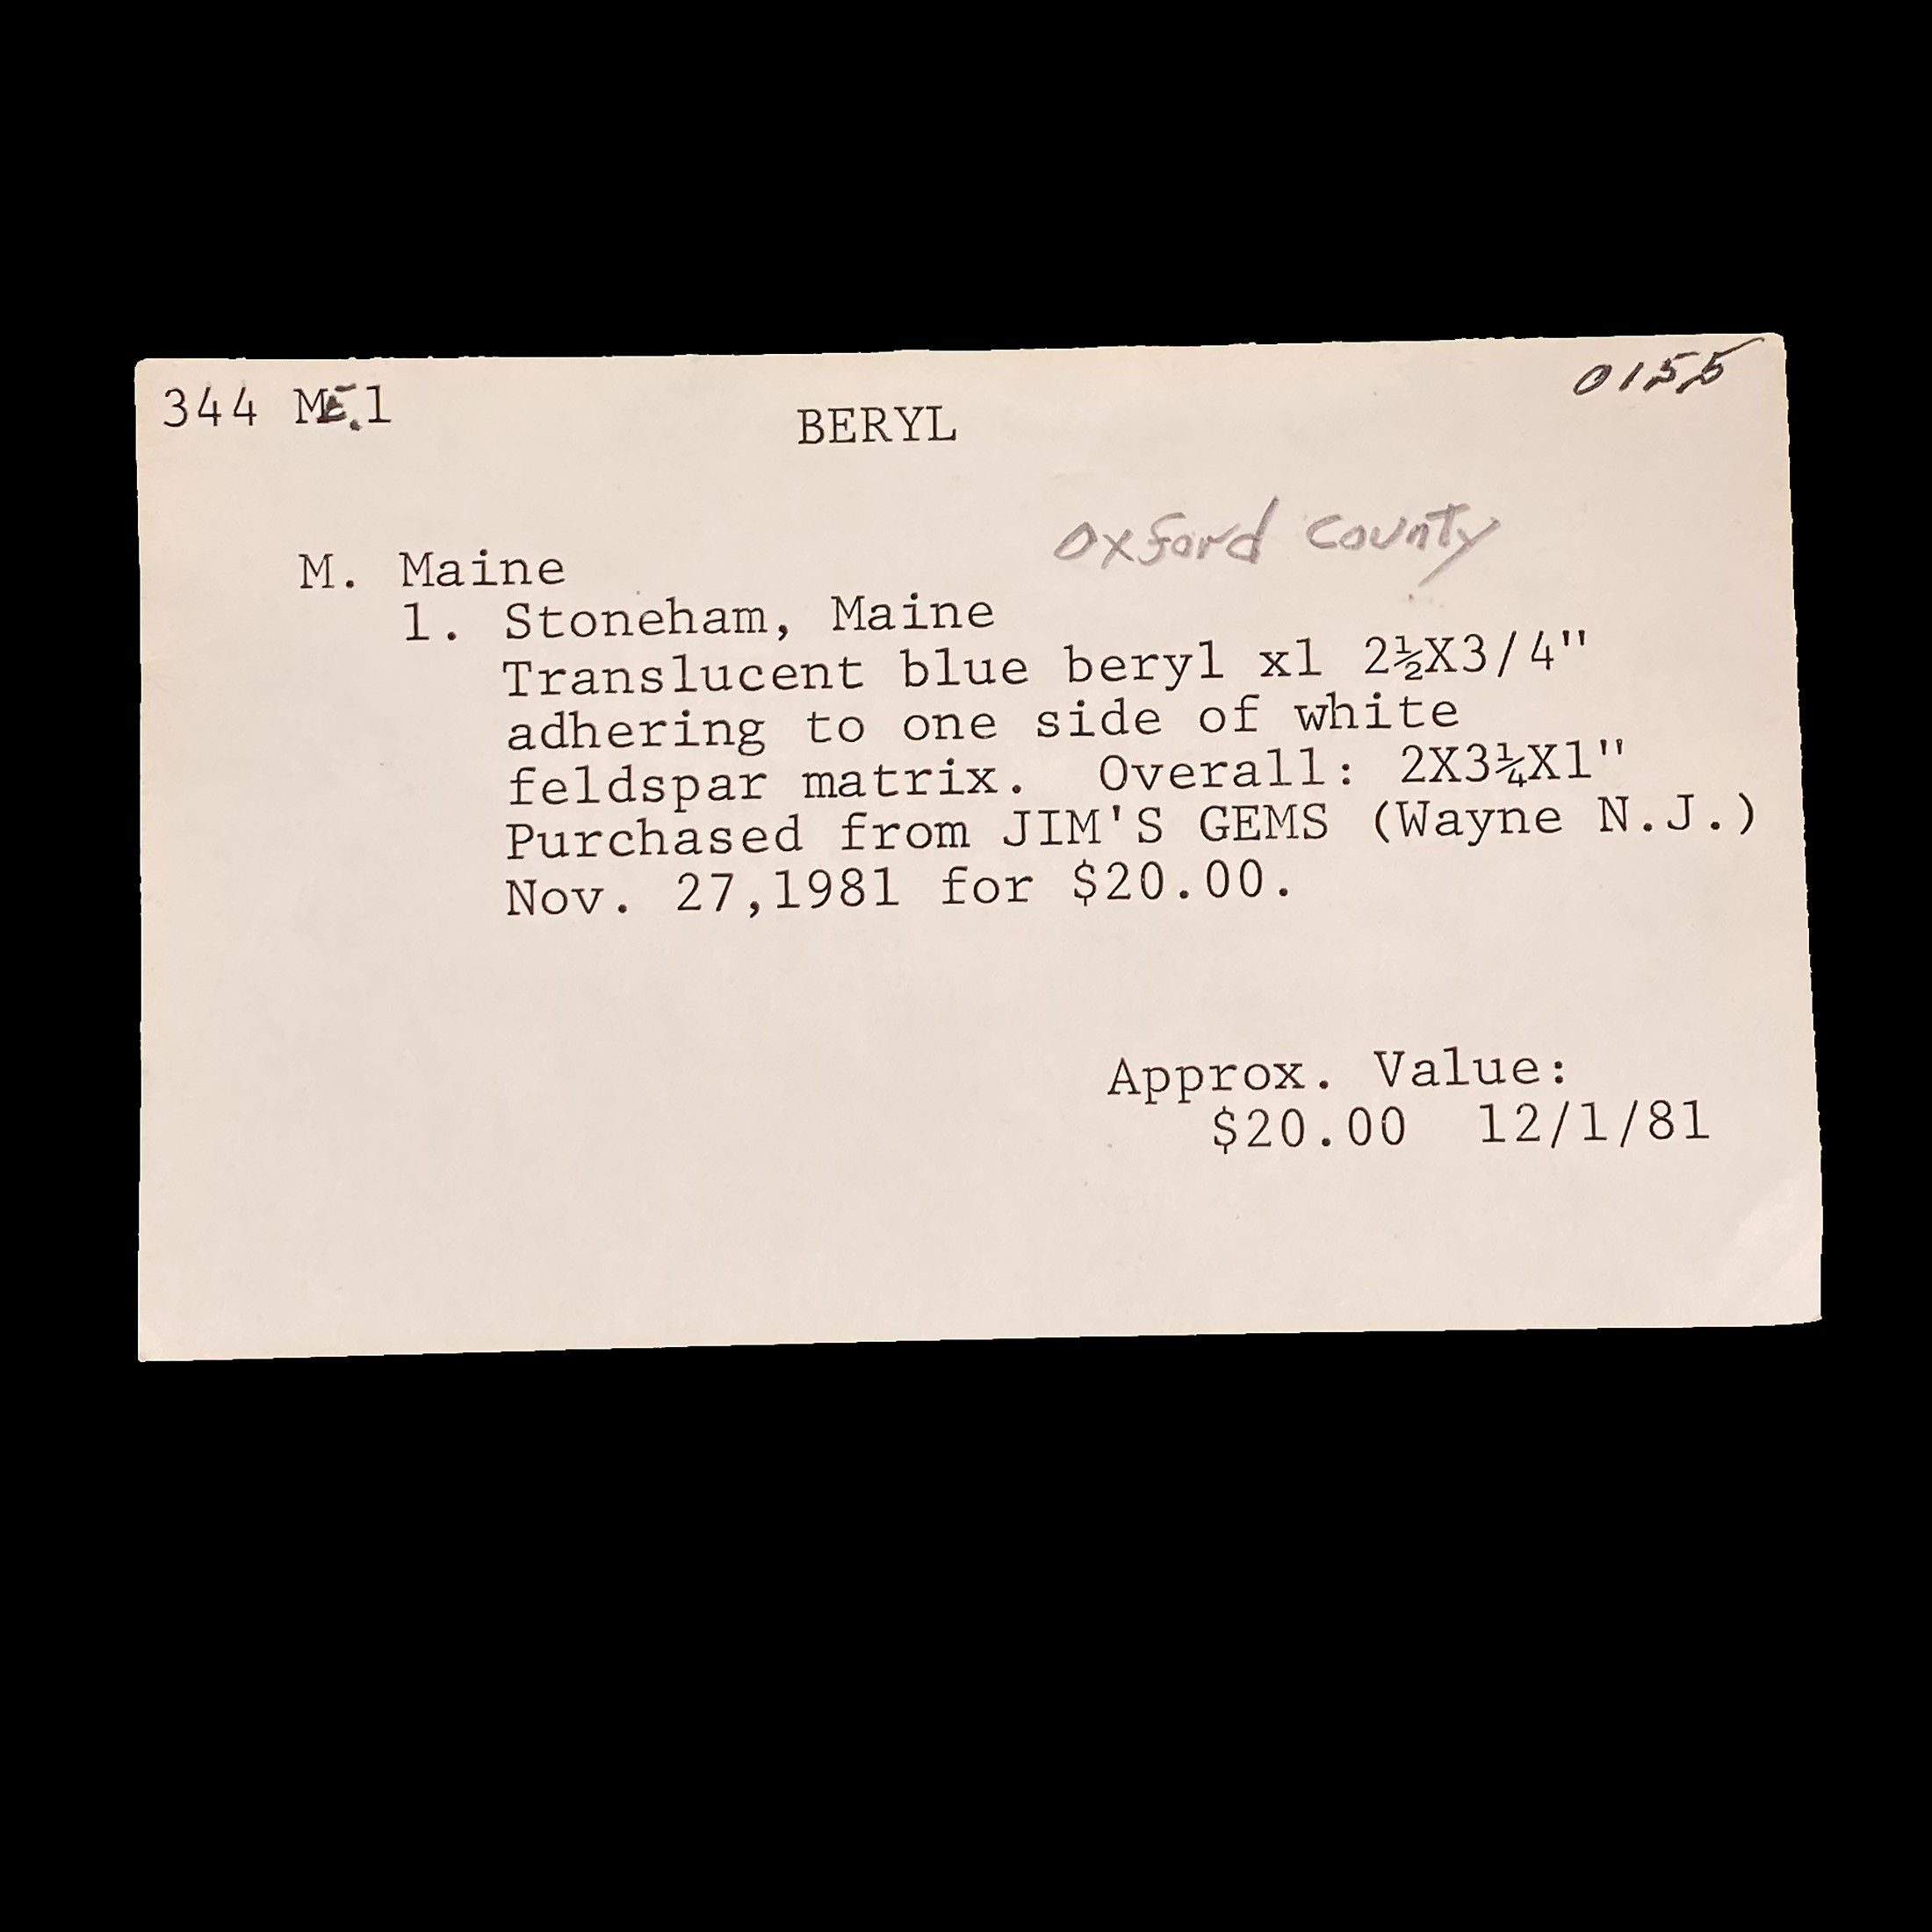 344 ME.1
0155
BERYL
Oxford County
M. Maine
1. Stoneham, Maine
Translucent blue beryl xl 2½X3/4"
adhering to one side of white
feldspar matrix. Overall: 2X3¼X1"
Purchased from JIM'S GEMS (Wayne N.J.)
Nov. 27,1981 for $20.00.
Approx. Value:
$20.00 12/1/81